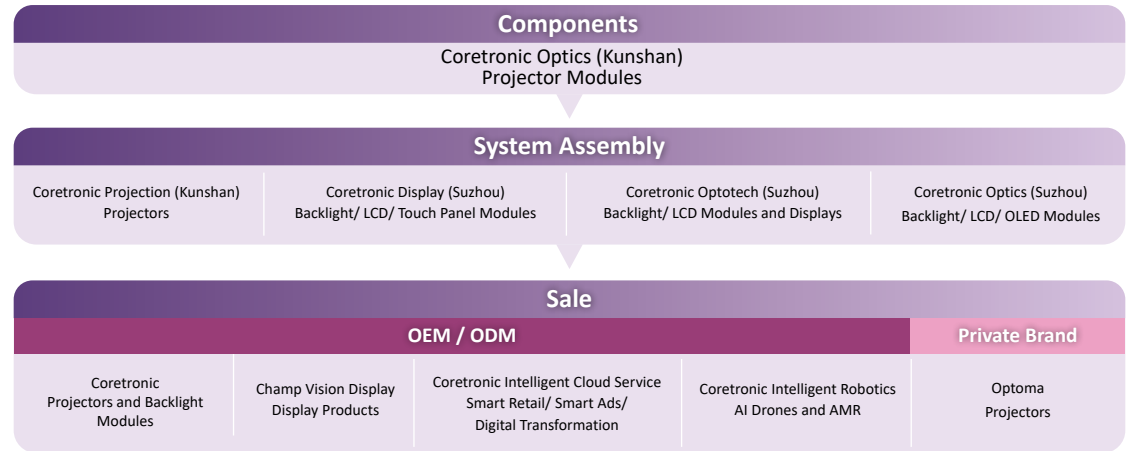 Components
Coretronic Optics (Kunshan)
Projector Modules
System Assembly
Coretronic Projection (Kunshan)
Projectors
Coretronic Display (Suzhou)
Backlight/ LCD/ Touch Panel Modules
Coretronic Optotech (Suzhou)
Backlight/ LCD Modules and Displays
Coretronic Optics (Suzhou)
Backlight/ LCD/ OLED Modules
Sale
OEM / ODM
Private Brand
Coretronic
Projectors and Backlight
Modules
Champ Vision Display
Display Products
Coretronic Intelligent Cloud Service
Smart Retail/ Smart Ads/
Digital Transformation
Coretronic Intelligent Robotics
AI Drones and AMR
Optoma
Projectors